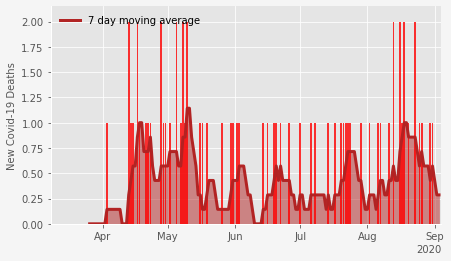 2.00
1.75
1.50
1.25
1.00
0.75
0.50
0.25
0.00
New Covid-19 Deaths
7 day moving average
Apr
May
Jun
Jul
Aug
Sep
2020